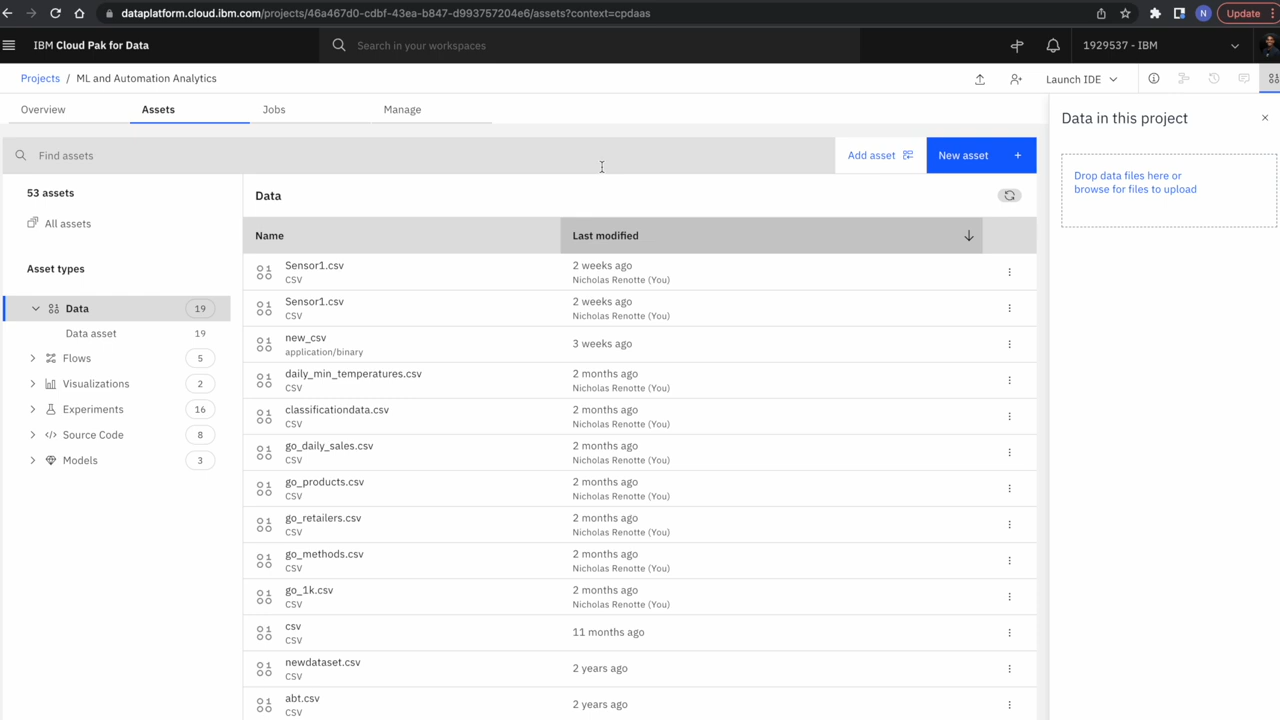 dataplatform.cloud.ibm.com/projects/46a467d0-cdbf-43ea-b847-d993757204e6/assets?context=cpdaas
N
Update
IBM Cloud Pak for Data
Search in your workspaces
1929537 - IBM
Projects / ML and Automation Analytics
Launch IDE
Overview
Assets
Jobs
Manage
Data in this project
Drop data files here or
browse for files to upload
Find assets
Add asset
New asset +
53 assets
All assets
Asset types
Data 19
Data asset 19
Flows 5
Visualizations 2
Experiments 16
Source Code 8
Models 3
Data
Name Last modified
Sensor1.csv 2 weeks ago
CSV Nicholas Renotte (You)
Sensor1.csv 2 weeks ago
CSV Nicholas Renotte (You)
new_csv 3 weeks ago
application/binary
daily_min_temperatures.csv 2 months ago
CSV Nicholas Renotte (You)
classificationdata.csv 2 months ago
CSV Nicholas Renotte (You)
go_daily_sales.csv 2 months ago
CSV Nicholas Renotte (You)
go_products.csv 2 months ago
CSV Nicholas Renotte (You)
go_retailers.csv 2 months ago
CSV Nicholas Renotte (You)
go_methods.csv 2 months ago
CSV Nicholas Renotte (You)
go_1k.csv 2 months ago
CSV Nicholas Renotte (You)
csv 11 months ago
CSV
newdataset.csv 2 years ago
CSV
abt.csv 2 years ago
CSV